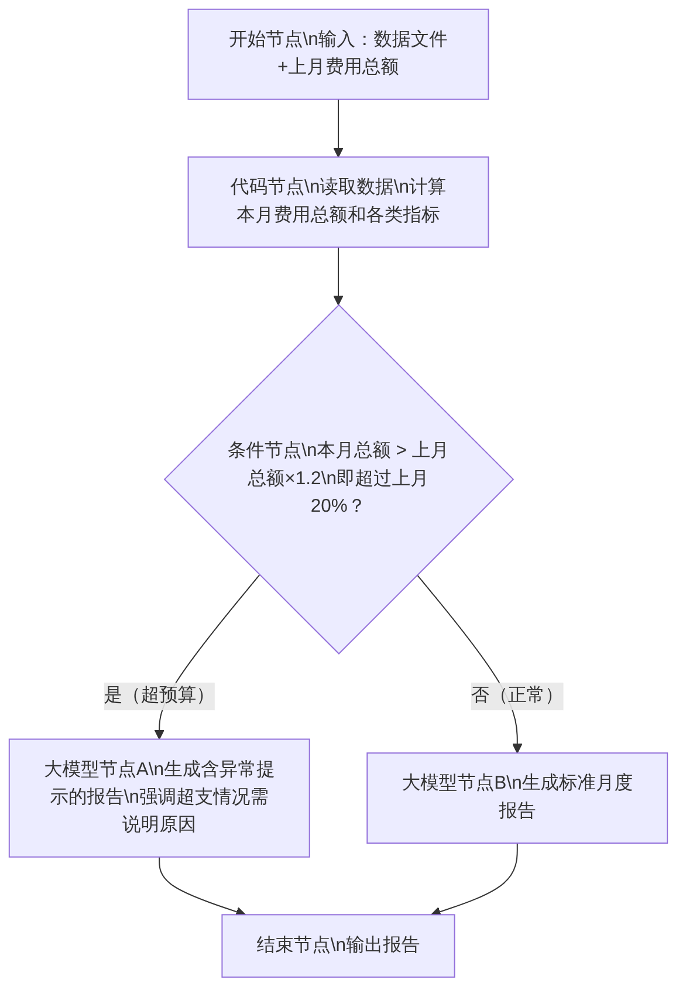 开始节点\n输入：数据文件
+上月费用总额
代码节点\n读取数据\n计算
本月费用总额和各类指标
条件节点\n本月总额 > 上月
总额×1.2\n即超过上月
20%？
是（超预算）
否（正常）
大模型节点A\n生成含异常提
示的报告\n强调超支情况需
说明原因
大模型节点B\n生成标准月度
报告
结束节点\n输出报告